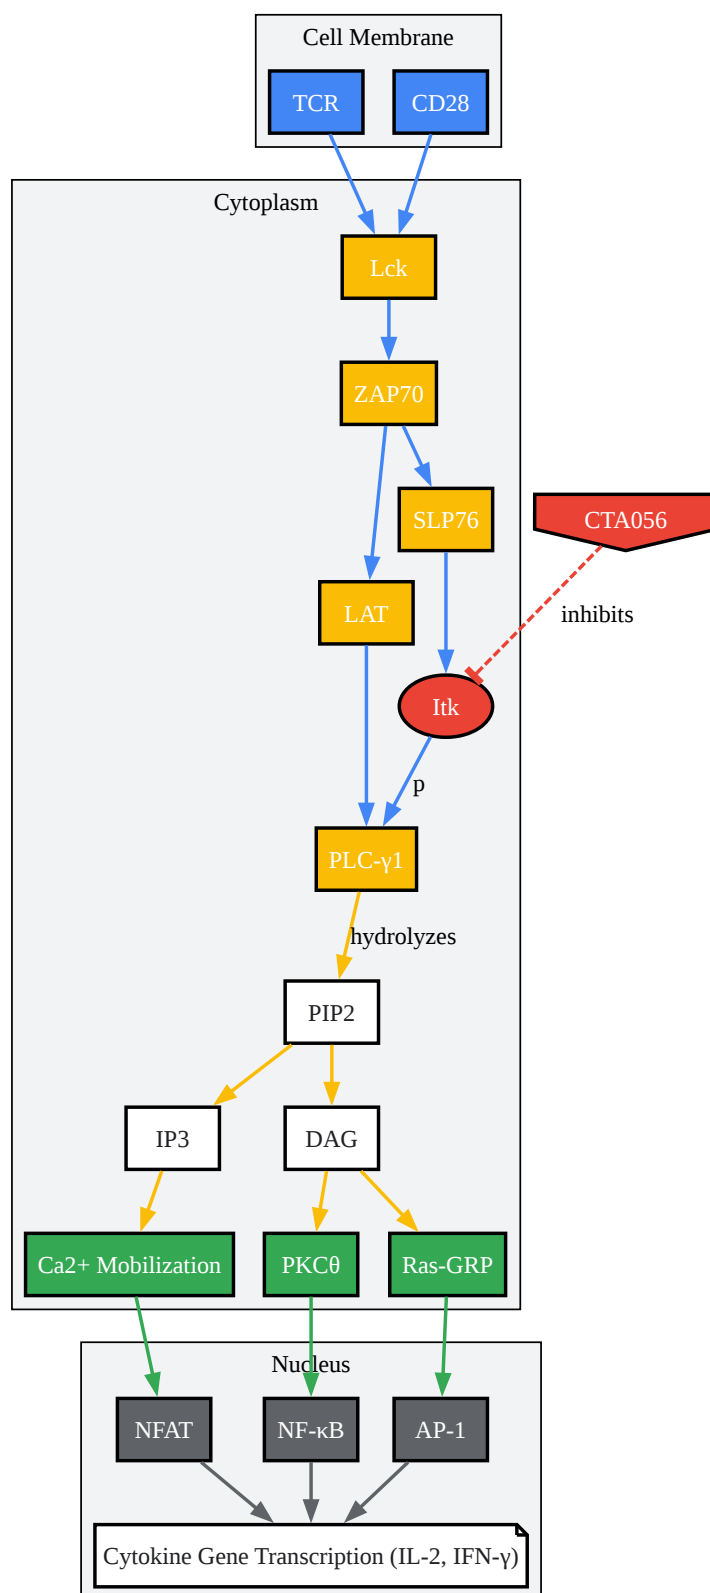 Cell Membrane
TCR
CD28
Cytoplasm
Lck
ZAP70
SLP76
CTA056
LAT
inhibits
Itk
p
PLC-γ1
hydrolyzes
PIP2
IP3
DAG
Ca2+ Mobilization
PKCθ
Ras-GRP
Nucleus
NFAT
NF-κB
AP-1
Cytokine Gene Transcription (IL-2, IFN-γ)